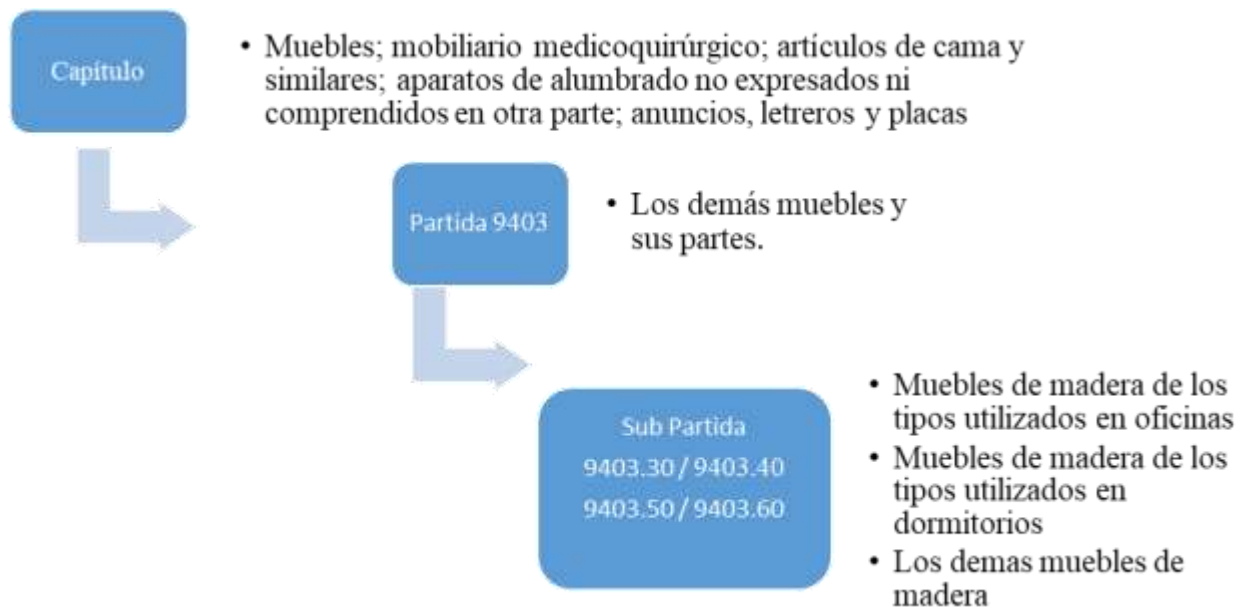 Capítulo
• Muebles; mobiliario medicoquirúrgico; artículos de cama y
similares; aparatos de alumbrado no expresados ni
comprendidos en otra parte; anuncios, letreros y placas
Partida 9403
• Los demás muebles y
sus partes.
Sub Partida
9403.30 / 9403.40
9403.50 / 9403.60
• Muebles de madera de los
tipos utilizados en oficinas
• Muebles de madera de los
tipos utilizados en
dormitorios
• Los demas muebles de
madera